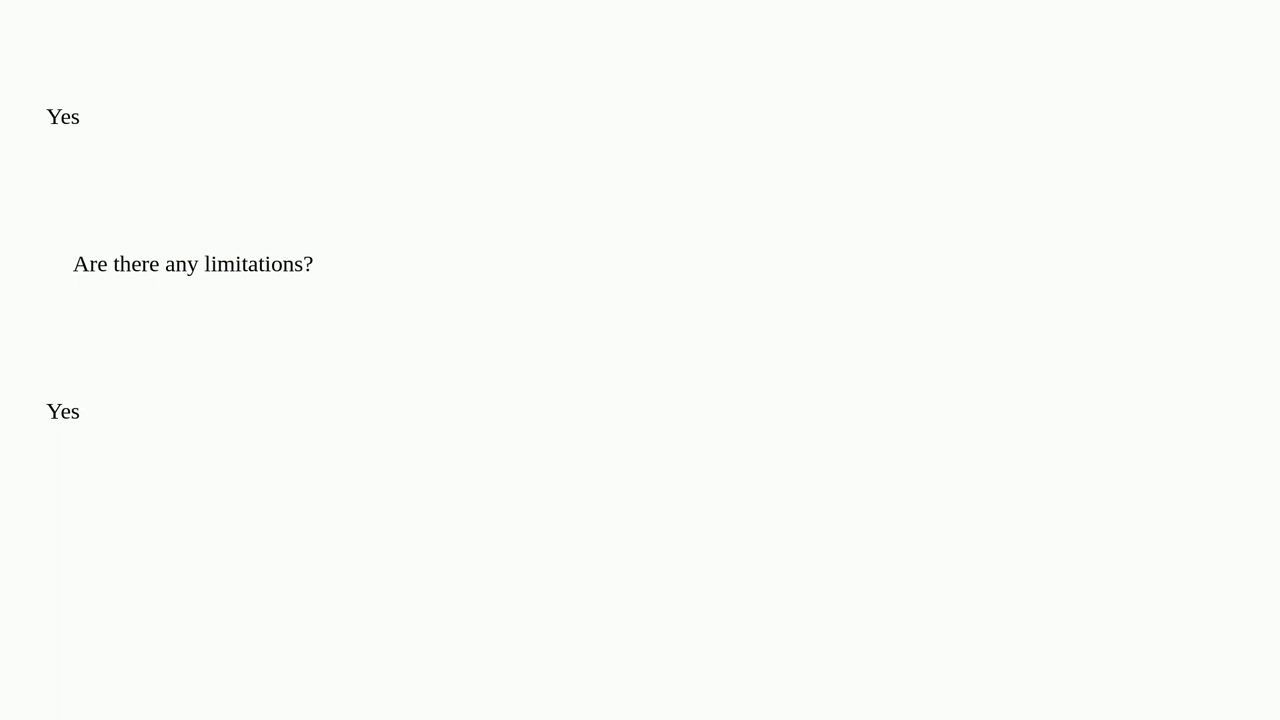 Yes
Are there any limitations?
Yes